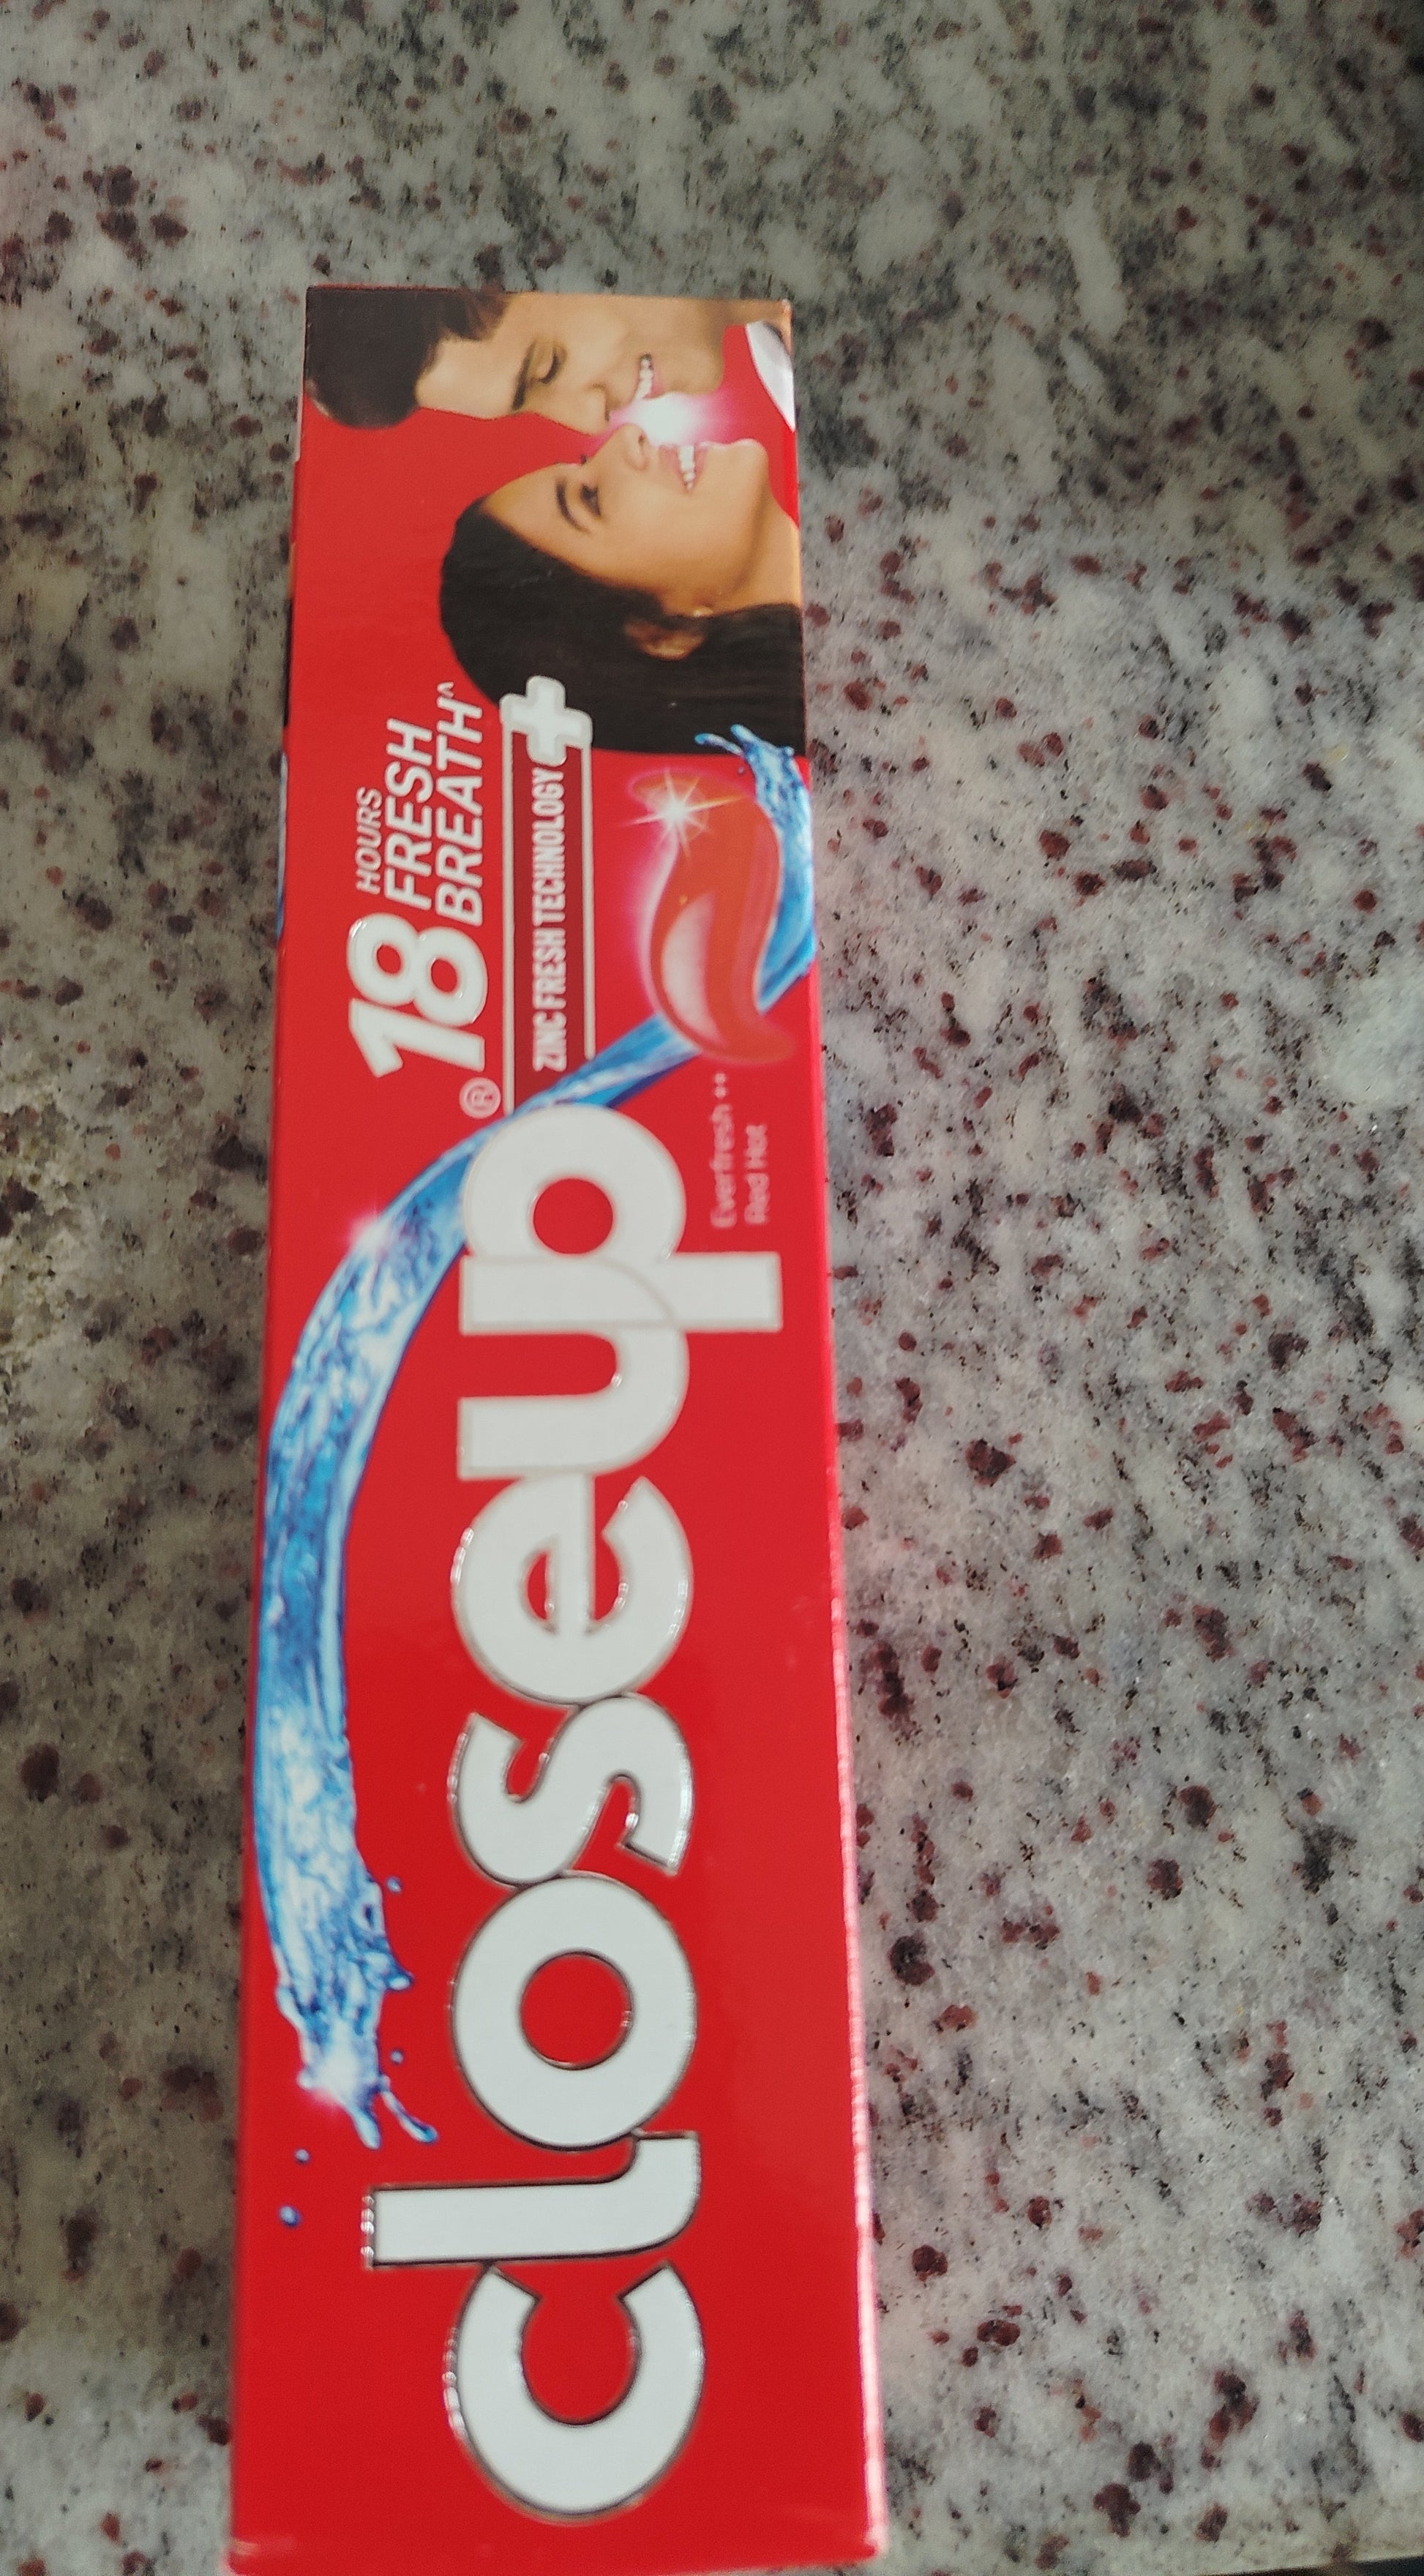 closeup®
18 HOURS
FRESH
BREATH^
ZINC FRESH TECHNOLOGY +
Everfresh ++
Red Hot